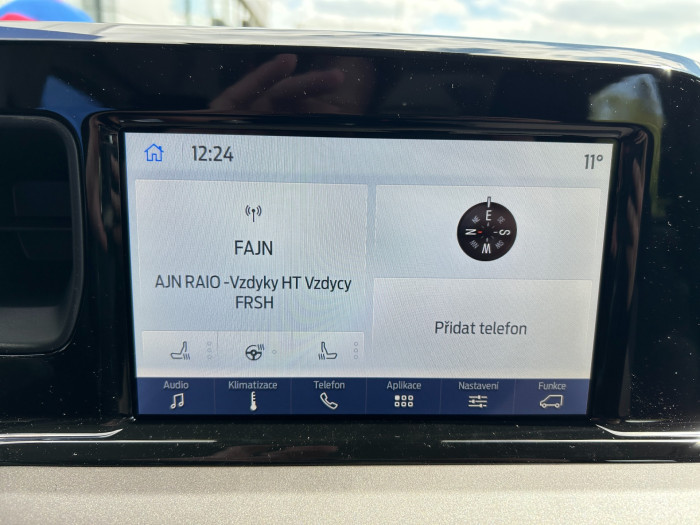 12:24
11°
FAJN
AJN RAIO -Vzdyky HT Vzdycy
FRSH
E
N
S
W
Přidat telefon
Audio
Klimatizace
Telefon
Aplikace
Nastavení
Funkce